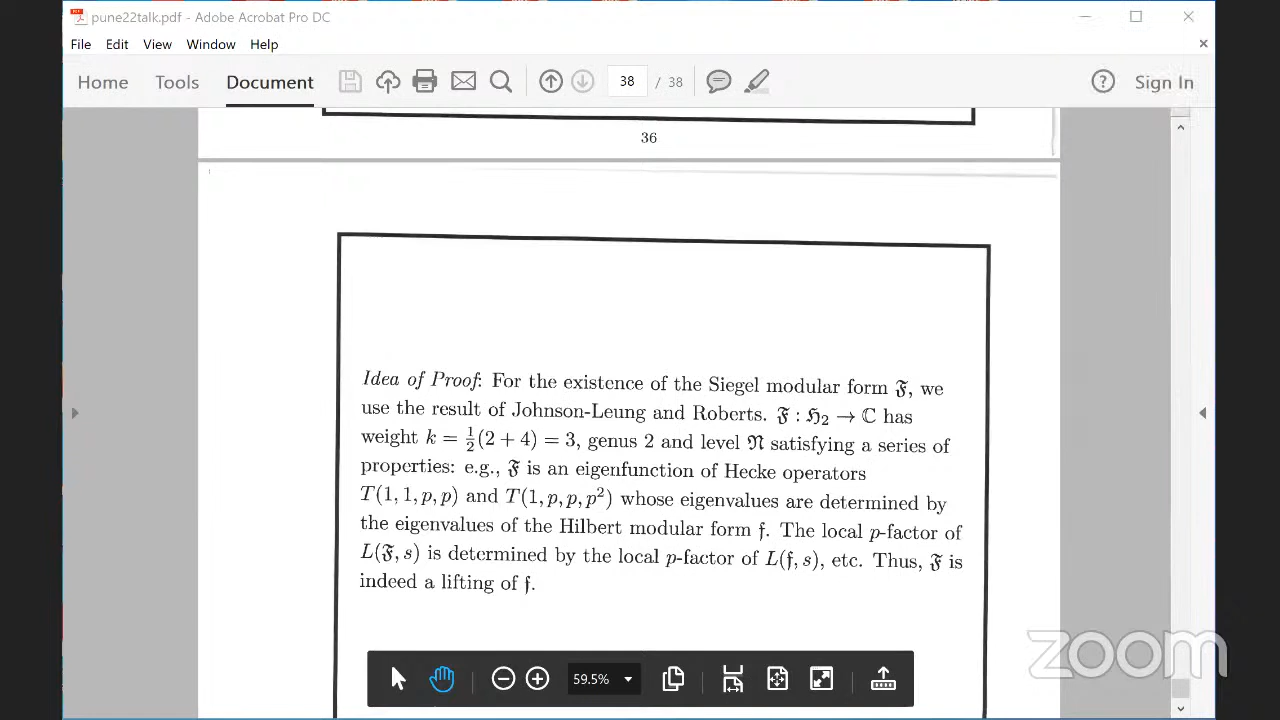 pune22talk.pdf - Adobe Acrobat Pro DC
File Edit View Window Help
Home Tools Document 38 / 38 Sign In
36
Idea of Proof: For the existence of the Siegel modular form 𝔉, we
use the result of Johnson-Leung and Roberts. 𝔉 : ℌ₂ → ℂ has
weight k = ½(2 + 4) = 3, genus 2 and level 𝔑 satisfying a series of
properties: e.g., 𝔉 is an eigenfunction of Hecke operators
T(1, 1, p, p) and T(1, p, p, p²) whose eigenvalues are determined by
the eigenvalues of the Hilbert modular form 𝔣. The local p-factor of
L(𝔉, s) is determined by the local p-factor of L(𝔣, s), etc. Thus, 𝔉 is
indeed a lifting of 𝔣.
59.5%
zoom